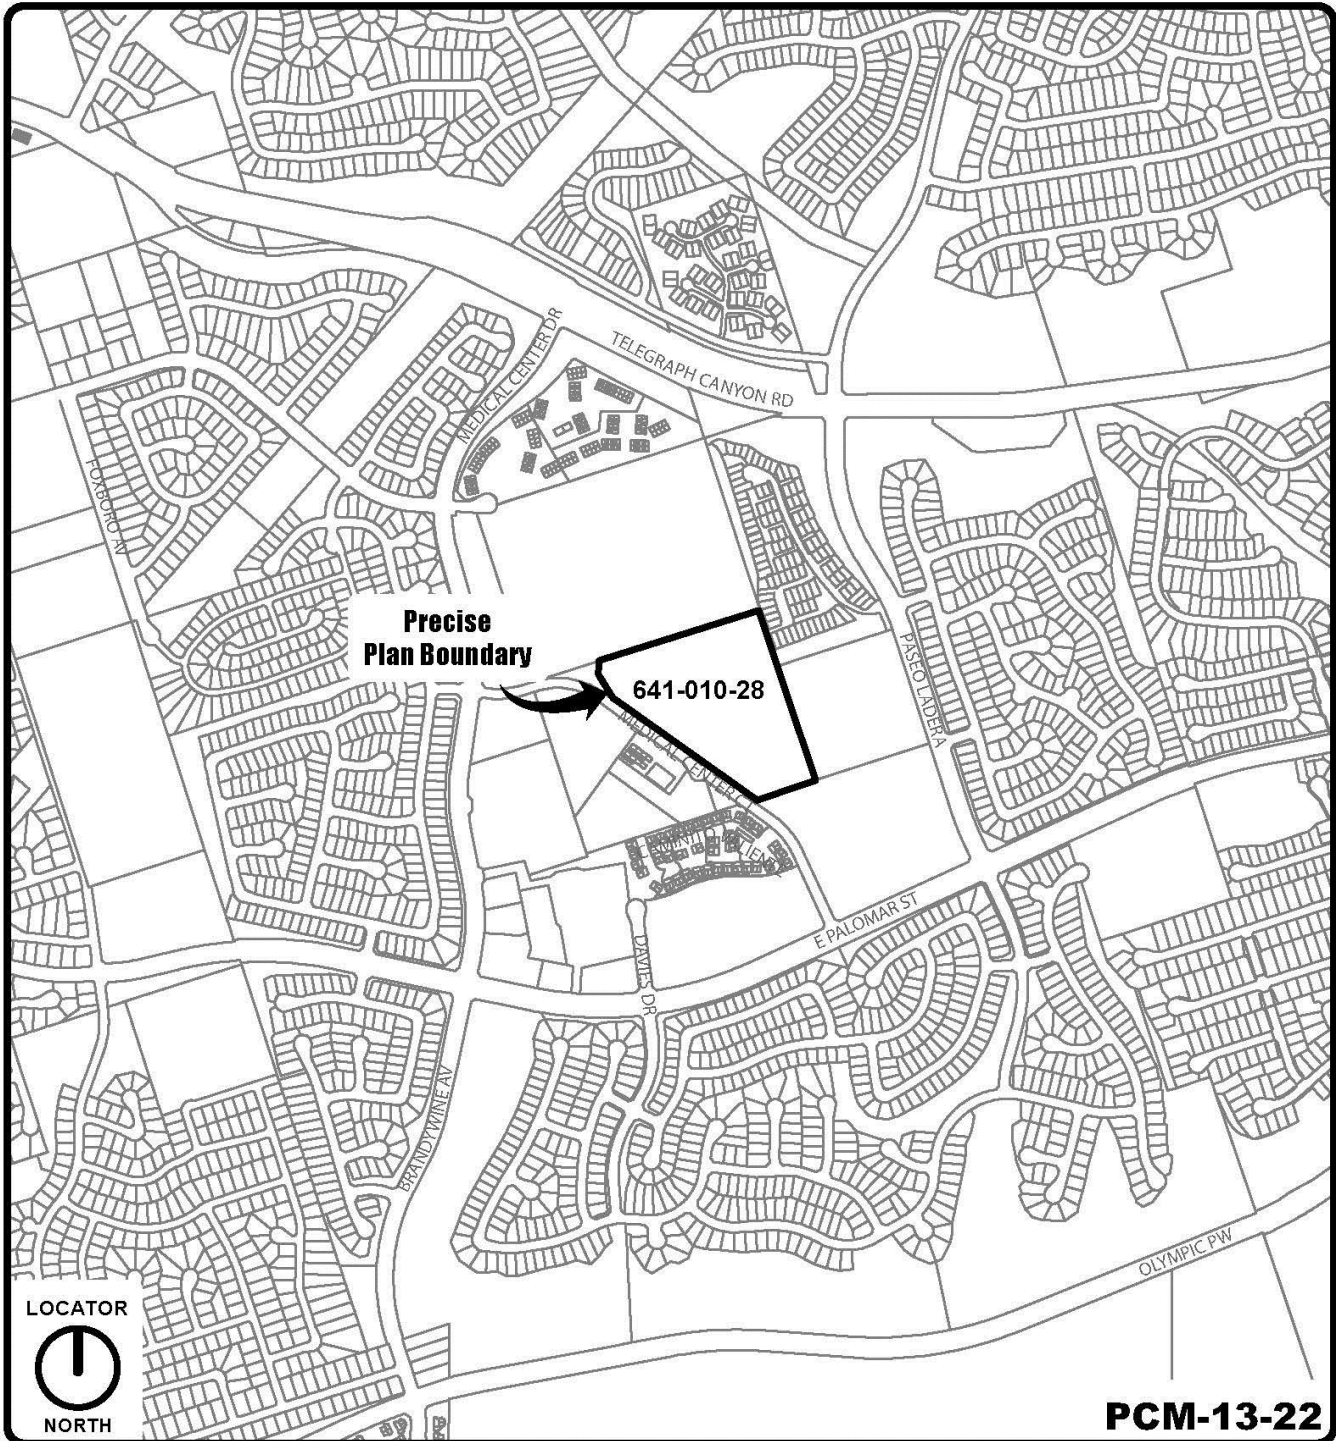 MEDICAL CENTER DR
TELEGRAPH CANYON RD
FOXBORO AV
Precise
Plan Boundary
641-010-28
PASEO LADERA
MEDICAL CENTER CT
E PALOMAR ST
DAVIES DR
BRANDYWINE AV
OLYMPIC PW
LOCATOR
NORTH
PCM-13-22